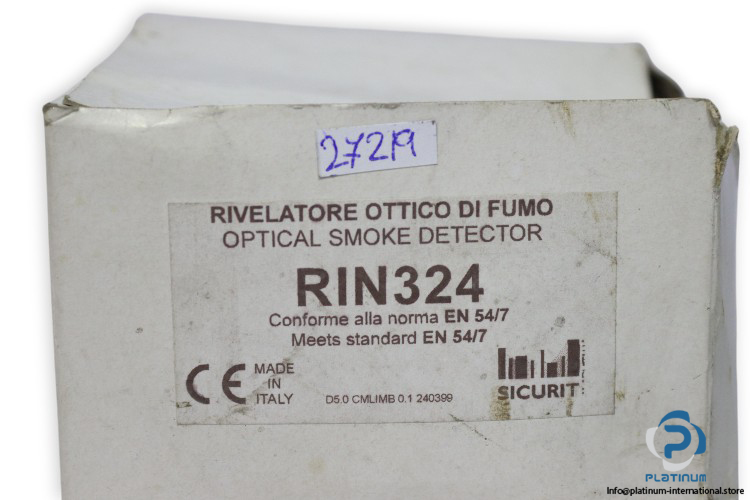 27219
RIVELATORE OTTICO DI FUMO
OPTICAL SMOKE DETECTOR
RIN324
Conforme alla norma EN 54/7
Meets standard EN 54/7
CE
MADE
IN
ITALY
D5.0 CMLIMB 0.1 240399
SICURIT
PLATINUM
Info@platinum-international.store